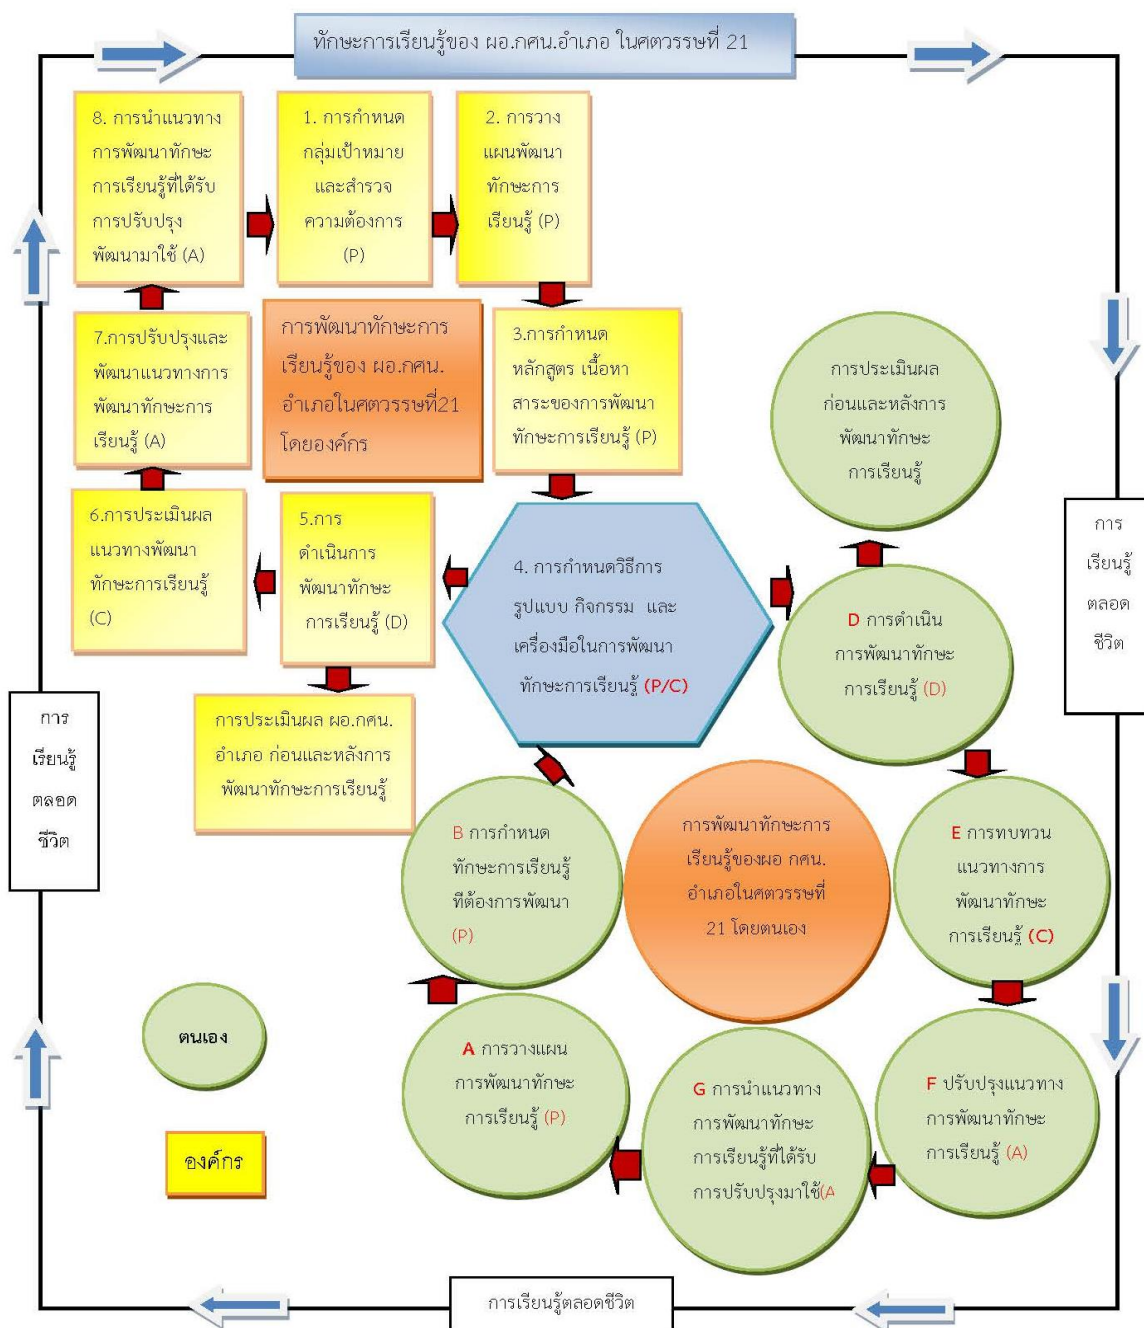 ทักษะการเรียนรู้ของ ผอ.กศน.อำเภอ ในศตวรรษที่ 21
8. การนำแนวทาง
การพัฒนาทักษะ
การเรียนรู้ที่ได้รับ
การปรับปรุง
พัฒนามาใช้ (A)
1. การกำหนด
กลุ่มเป้าหมาย
และสำรวจ
ความต้องการ
(P)
2. การวาง
แผนพัฒนา
ทักษะการ
เรียนรู้ (P)
7.การปรับปรุงและ
พัฒนาแนวทางการ
พัฒนาทักษะการ
เรียนรู้ (A)
การพัฒนาทักษะการ
เรียนรู้ของ ผอ.กศน.
อำเภอในศตวรรษที่21
โดยองค์กร
3.การกำหนด
หลักสูตร เนื้อหา
สาระของการพัฒนา
ทักษะการเรียนรู้ (P)
การประเมินผล
ก่อนและหลังการ
พัฒนาทักษะ
การเรียนรู้
6.การประเมินผล
แนวทางพัฒนา
ทักษะการเรียนรู้
(C)
5.การ
ดำเนินการ
พัฒนาทักษะ
การเรียนรู้ (D)
4. การกำหนดวิธีการ
รูปแบบ กิจกรรม และ
เครื่องมือในการพัฒนา
ทักษะการเรียนรู้ (P/C)
D การดำเนิน
การพัฒนาทักษะ
การเรียนรู้ (D)
การ
เรียนรู้
ตลอด
ชีวิต
การ
เรียนรู้
ตลอด
ชีวิต
การประเมินผล ผอ.กศน.
อำเภอ ก่อนและหลังการ
พัฒนาทักษะการเรียนรู้
B การกำหนด
ทักษะการเรียนรู้
ที่ต้องการพัฒนา
(P)
การพัฒนาทักษะการ
เรียนรู้ของผอ กศน.
อำเภอในศตวรรษที่
21 โดยตนเอง
E การทบทวน
แนวทางการ
พัฒนาทักษะ
การเรียนรู้ (C)
ตนเอง
A การวางแผน
การพัฒนาทักษะ
การเรียนรู้ (P)
G การนำแนวทาง
การพัฒนาทักษะ
การเรียนรู้ที่ได้รับ
การปรับปรุงมาใช้(A
F ปรับปรุงแนวทาง
การพัฒนาทักษะ
การเรียนรู้ (A)
องค์กร
การเรียนรู้ตลอดชีวิต